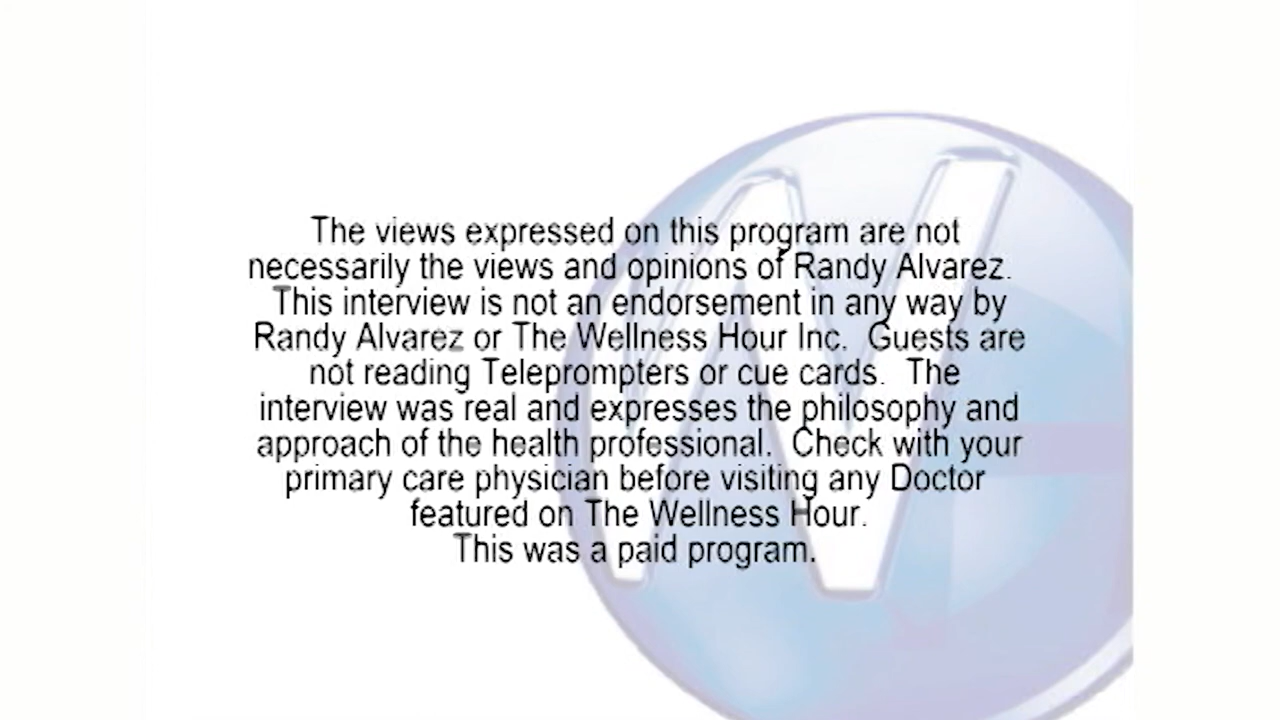 The views expressed on this program are not
necessarily the views and opinions of Randy Alvarez.
This interview is not an endorsement in any way by
Randy Alvarez or The Wellness Hour Inc.  Guests are
not reading Teleprompters or cue cards.  The
interview was real and expresses the philosophy and
approach of the health professional.  Check with your
primary care physician before visiting any Doctor
featured on The Wellness Hour.
This was a paid program.